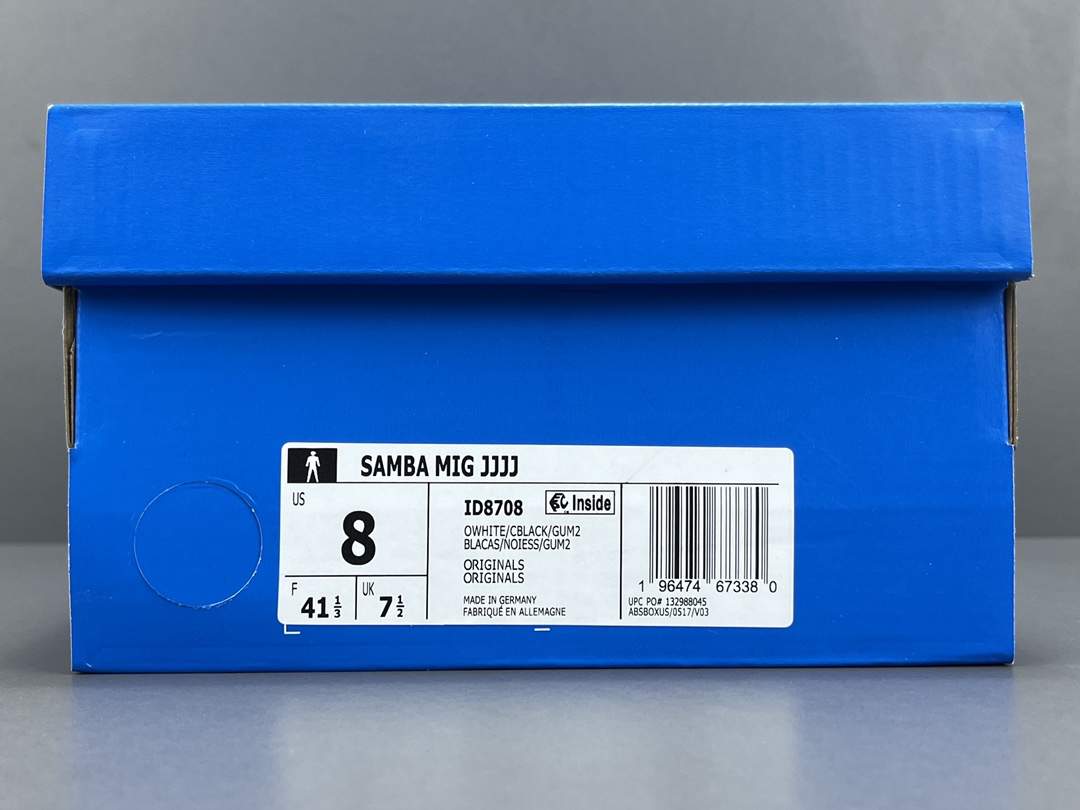 SAMBA MIG JJJJ
US
8
F
41 1/3
UK
7 1/2
ID8708
Inside
OWHITE/CBLACK/GUM2
BLACAS/NOIESS/GUM2
ORIGINALS
ORIGINALS
MADE IN GERMANY
FABRIQUÉ EN ALLEMAGNE
1 96474 67338 0
UPC PO# 132988045
ABSBOXUS/0517/V03